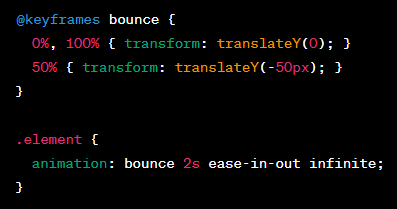 @keyframes bounce {
  0%, 100% { transform: translateY(0); }
  50% { transform: translateY(-50px); }
}

.element {
  animation: bounce 2s ease-in-out infinite;
}